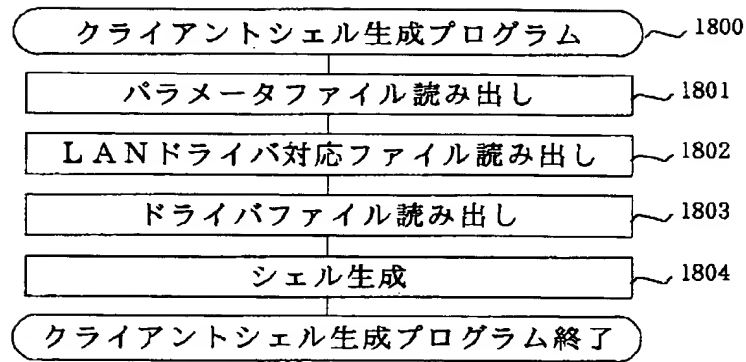 クライアントシェル生成プログラム 1800
パラメータファイル読み出し 1801
LANドライバ対応ファイル読み出し 1802
ドライバファイル読み出し 1803
シェル生成 1804
クライアントシェル生成プログラム終了